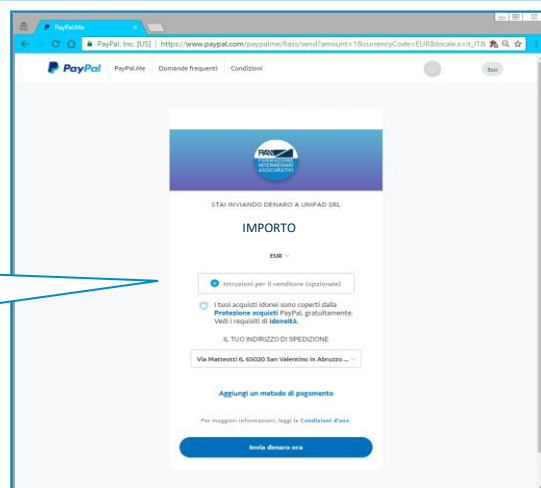 PayPalMe
PayPal, Inc. [US] | https://www.paypal.com/paypalme/fiass/send?amount=1&currencyCode=EUR&locale.x=it_IT&
PayPal PayPal.Me Domande frequenti Condizioni Esci
FORMAZIONE
INTERMEDIARI
ASSICURATIVI
STAI INVIANDO DENARO A UNIFAD SRL
IMPORTO
EUR
Istruzioni per il venditore (opzionale)
I tuoi acquisti idonei sono coperti dalla
Protezione acquisti PayPal, gratuitamente.
Vedi i requisiti di idoneità.
IL TUO INDIRIZZO DI SPEDIZIONE
Via Matteotti 6, 65020 San Valentino in Abruzzo ...
Aggiungi un metodo di pagamento
Per maggiori informazioni, leggi le Condizioni d'uso.
Invia denaro ora